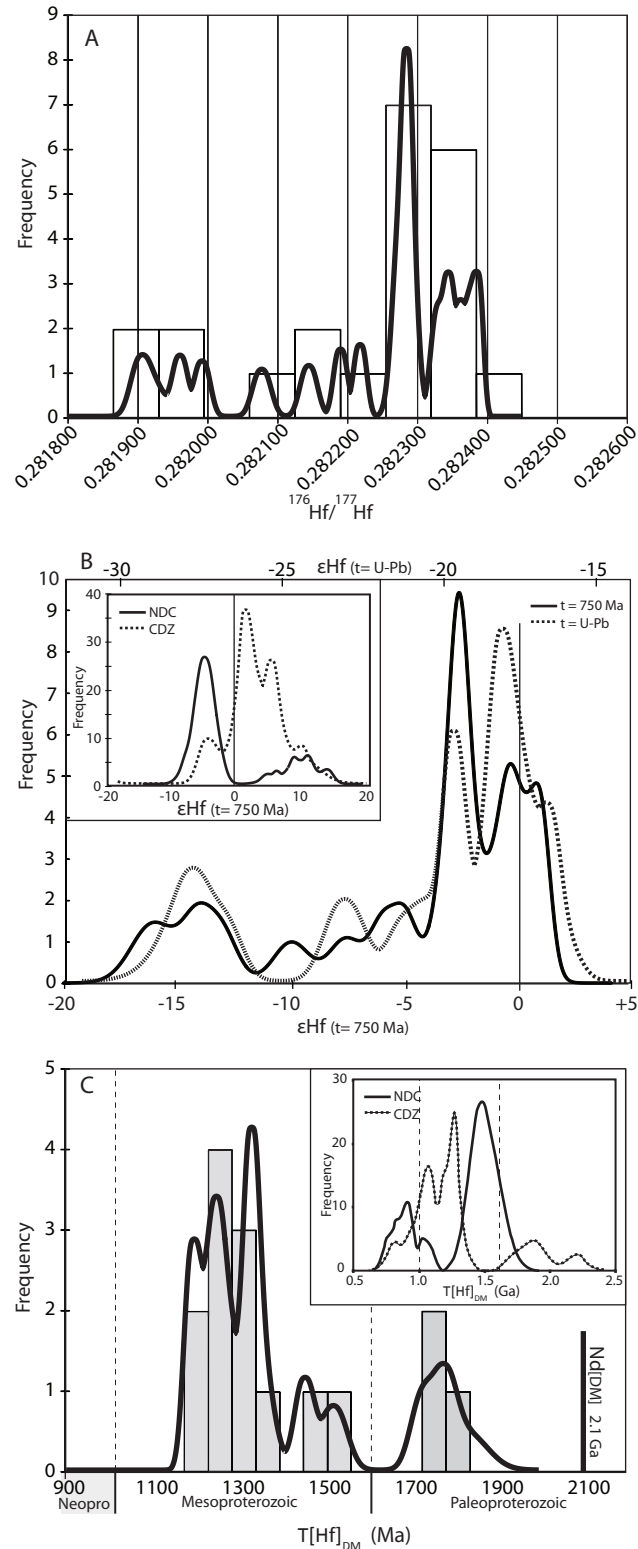 A
9
8
7
6
5
4
3
2
1
0
Frequency
0.281800 0.281900 0.282000 0.282100 0.282200 0.282300 0.282400 0.282500 0.282600
176Hf/177Hf
B
-30 -25 εHf (t= U-Pb) -20 -15
10
9
8
7
6
5
4
3
2
1
0
Frequency
t = 750 Ma
t = U-Pb
NDC
CDZ
40
30
20
10
0
Frequency
-20 -10 0 10 20
εHf (t= 750 Ma)
-20 -15 -10 -5 0 +5
εHf (t= 750 Ma)
C
5
4
3
2
1
0
Frequency
NDC
CDZ
30
20
10
0
Frequency
0.5 1.0 1.5 2.0 2.5
T[Hf]DM (Ga)
Nd[DM] 2.1 Ga
900 1100 1300 1500 1700 1900 2100
Neopro Mesoproterozoic Paleoproterozoic
T[Hf]DM (Ma)